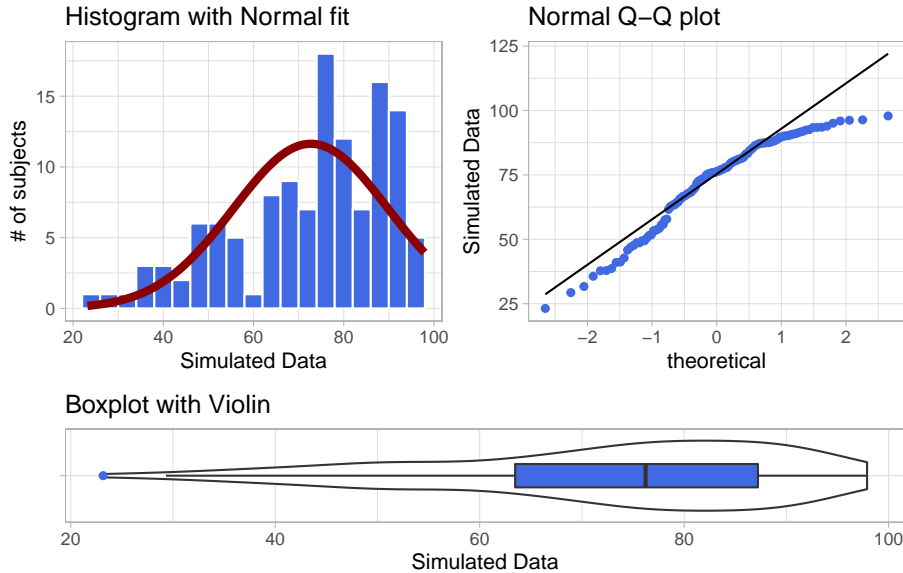 Histogram with Normal fit
# of subjects
15
10
5
0
20 40 60 80 100
Simulated Data
Normal Q−Q plot
Simulated Data
125
100
75
50
25
−2 −1 0 1 2
theoretical
Boxplot with Violin
20 40 60 80 100
Simulated Data